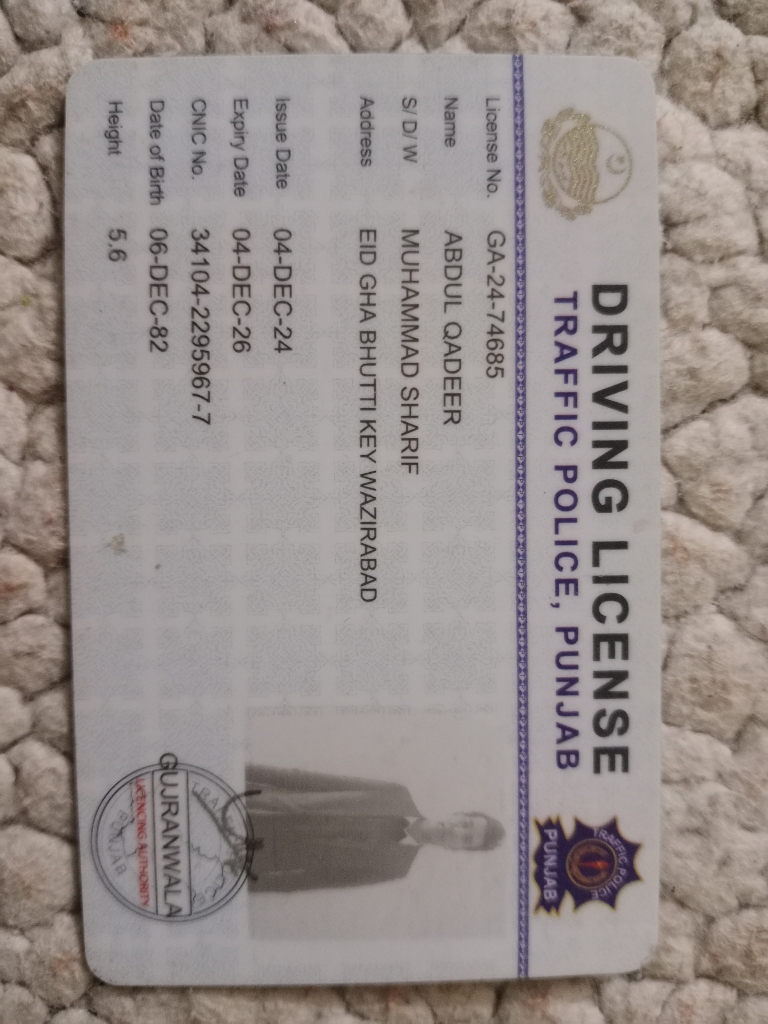 DRIVING LICENSE
TRAFFIC POLICE, PUNJAB
TRAFFIC POLICE
PUNJAB
License No. GA-24-74685
Name ABDUL QADEER
S/ D/ W MUHAMMAD SHARIF
Address EID GHA BHUTTI KEY WAZIRABAD
Issue Date 04-DEC-24
Expiry Date 04-DEC-26
CNIC No. 34104-2295967-7
Date of Birth 06-DEC-82
Height 5.6
GUJRANWALA
LICENCING AUTHORITY
PUNJAB